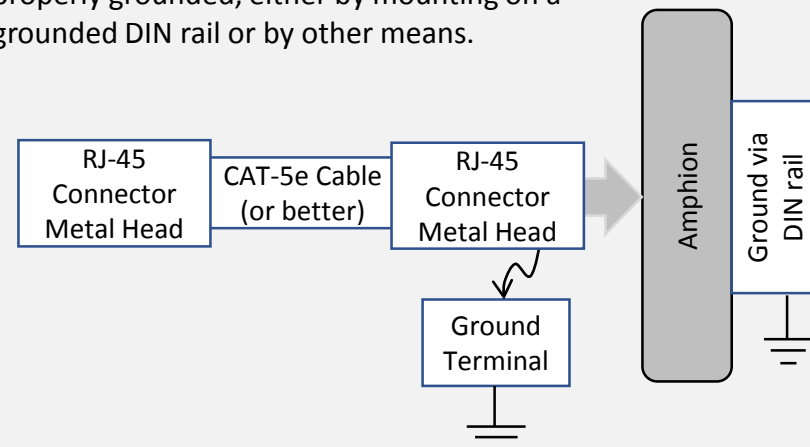 properly grounded, either by mounting on a
grounded DIN rail or by other means.
RJ-45
Connector
Metal Head
CAT-5e Cable
(or better)
RJ-45
Connector
Metal Head
Amphion
Ground via
DIN rail
Ground
Terminal